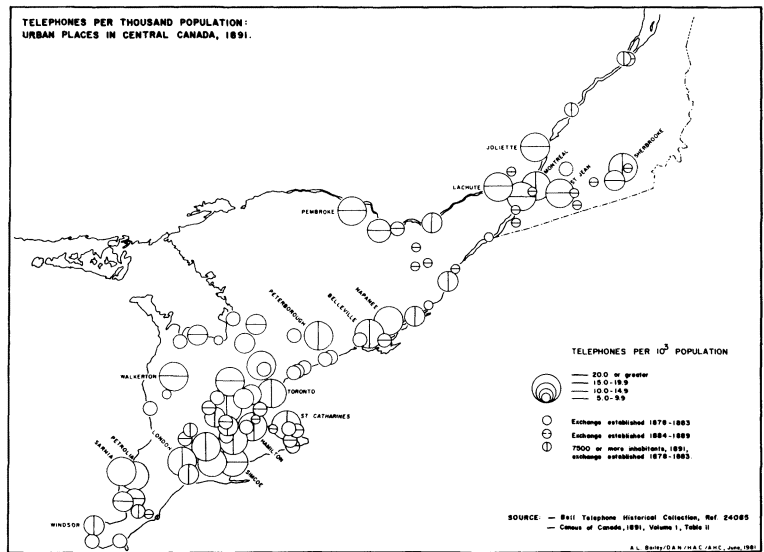 TELEPHONES PER THOUSAND POPULATION:
URBAN PLACES IN CENTRAL CANADA, 1891.
JOLIETTE
MONTREAL
SHERBROOKE
ST JEAN
LACHUTE
PEMBROKE
PETERBOROUGH
BELLEVILLE
NAPANEE
WALKERTON
TORONTO
ST CATHARINES
HAMILTON
LONDON
SIMCOE
PETROLIA
SARNIA
WINDSOR
TELEPHONES PER 10³ POPULATION
20.0 or greater
15.0-19.9
10.0-14.9
5.0-9.9
Exchange established 1878-1883
Exchange established 1884-1889
7500 or more inhabitants, 1891,
exchange established 1878-1883.
SOURCE: — Bell Telephone Historical Collection, Ref. 24085
— Census of Canada, 1891, Volume 1, Table II
A.L. Barley/DAN/HAC/AHC, June, 1981